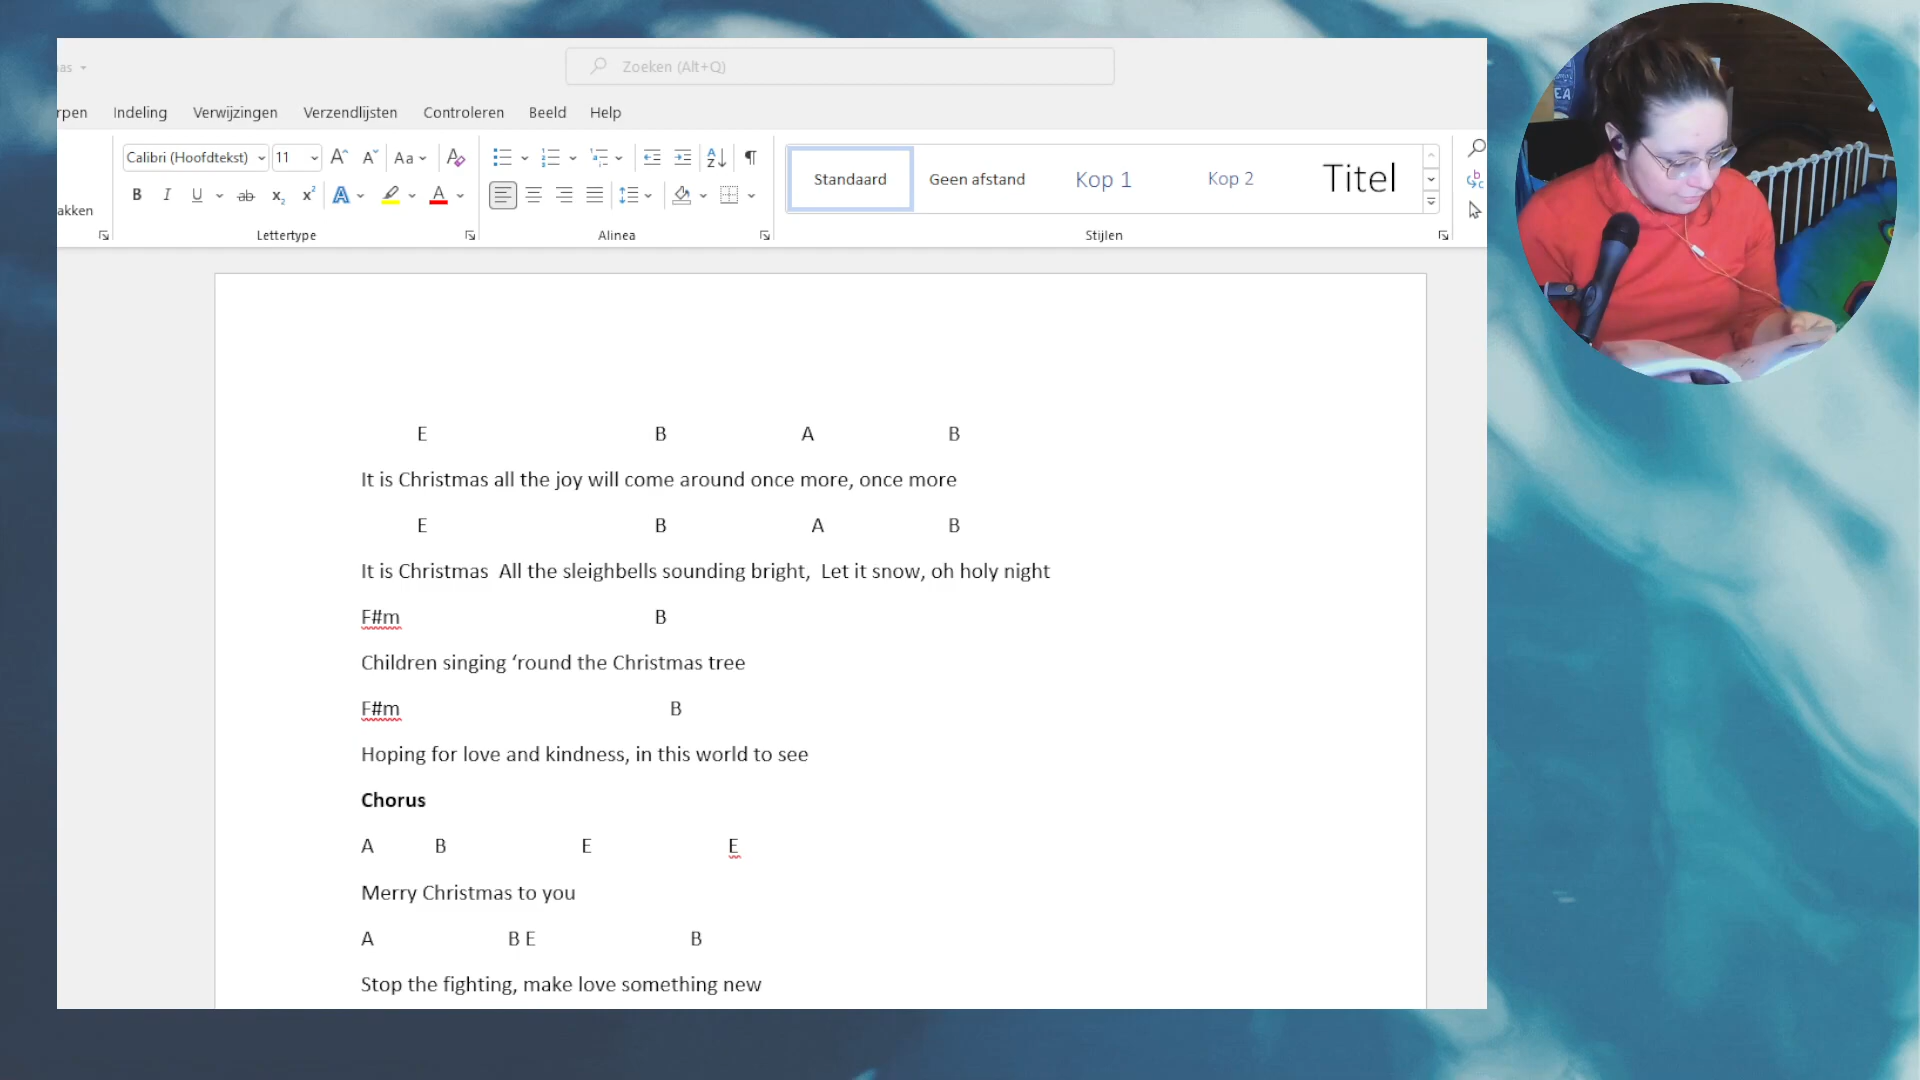 as
Zoeken (Alt+Q)
rpen Indeling Verwijzingen Verzendlijsten Controleren Beeld Help
Calibri (Hoofdtekst) 11 Aa
akken
Lettertype Alinea Stijlen
Standaard Geen afstand Kop 1 Kop 2 Titel
EA
E B A B
It is Christmas all the joy will come around once more, once more
E B A B
It is Christmas  All the sleighbells sounding bright,  Let it snow, oh holy night
F#m B
Children singing ‘round the Christmas tree
F#m B
Hoping for love and kindness, in this world to see
Chorus
A B E E
Merry Christmas to you
A B E B
Stop the fighting, make love something new